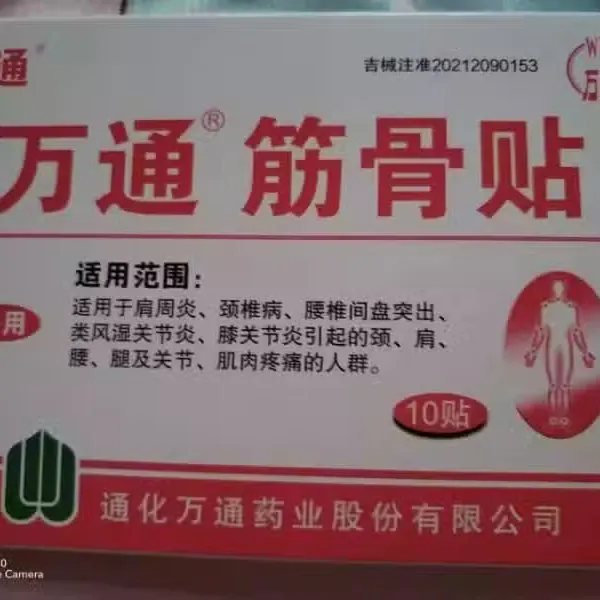 通®
吉械注准20212090153
万通®筋骨贴
适用范围：
适用于肩周炎、颈椎病、腰椎间盘突出、
类风湿关节炎、膝关节炎引起的颈、肩、
腰、腿及关节、肌肉疼痛的人群。
用
10贴
通化万通药业股份有限公司
Camera